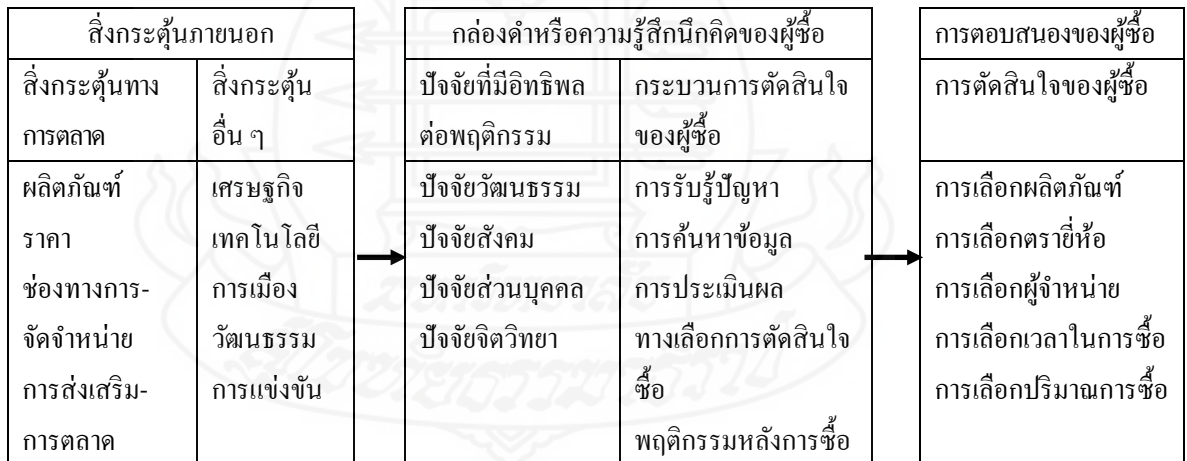 สิ่งกระตุ้นภายนอก
สิ่งกระตุ้นทาง
การตลาด
สิ่งกระตุ้น
อื่น ๆ
ผลิตภัณฑ์
ราคา
ช่องทางการ-
จัดจำหน่าย
การส่งเสริม-
การตลาด
เศรษฐกิจ
เทคโนโลยี
การเมือง
วัฒนธรรม
การแข่งขัน
กล่องดำหรือความรู้สึกนึกคิดของผู้ซื้อ
ปัจจัยที่มีอิทธิพล
ต่อพฤติกรรม
กระบวนการตัดสินใจ
ของผู้ซื้อ
ปัจจัยวัฒนธรรม
ปัจจัยสังคม
ปัจจัยส่วนบุคคล
ปัจจัยจิตวิทยา
การรับรู้ปัญหา
การค้นหาข้อมูล
การประเมินผล
ทางเลือกการตัดสินใจ
ซื้อ
พฤติกรรมหลังการซื้อ
การตอบสนองของผู้ซื้อ
การตัดสินใจของผู้ซื้อ
การเลือกผลิตภัณฑ์
การเลือกตรายี่ห้อ
การเลือกผู้จำหน่าย
การเลือกเวลาในการซื้อ
การเลือกปริมาณการซื้อ